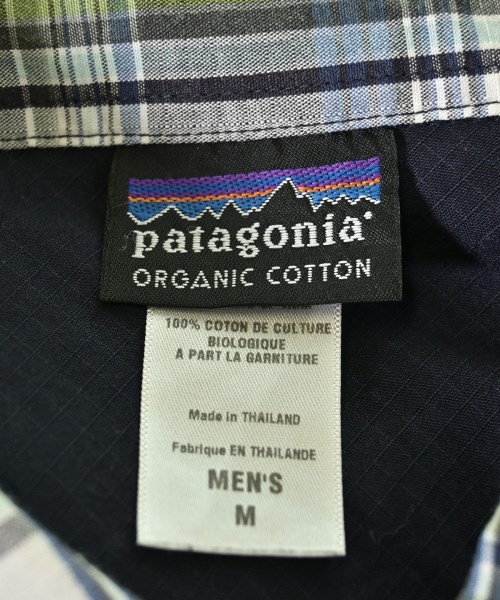 patagonia®
ORGANIC COTTON
100% COTON DE CULTURE
BIOLOGIQUE
A PART LA GARNITURE
Made in THAILAND
Fabrique EN THAILANDE
MEN'S
M